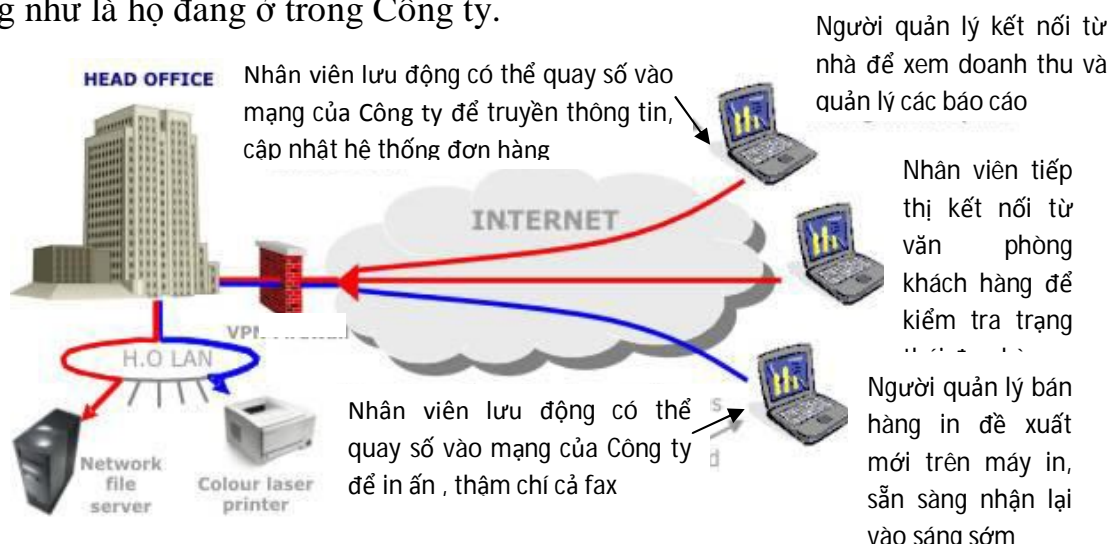 g như là họ đang ở trong Công ty.
Người quản lý kết nối từ
nhà để xem doanh thu và
quản lý các báo cáo
HEAD OFFICE
Nhân viên lưu động có thể quay số vào
mạng của Công ty để truyền thông tin,
cập nhật hệ thống đơn hàng
INTERNET
Nhân viên tiếp
thị kết nối từ
văn phòng
khách hàng để
kiểm tra trạng
VPN
H.O LAN
Nhân viên lưu động có thể
quay số vào mạng của Công ty
để in ấn , thậm chí cả fax
Người quản lý bán
hàng in đề xuất
mới trên máy in,
sẵn sàng nhận lại
vào sáng sớm
Network
file
server
Colour laser
printer